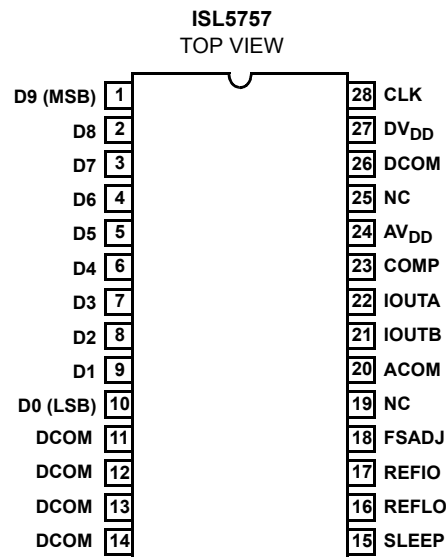 ISL5757
TOP VIEW
D9 (MSB) 1
D8 2
D7 3
D6 4
D5 5
D4 6
D3 7
D2 8
D1 9
D0 (LSB) 10
DCOM 11
DCOM 12
DCOM 13
DCOM 14
28 CLK
27 DVDD
26 DCOM
25 NC
24 AVDD
23 COMP
22 IOUTA
21 IOUTB
20 ACOM
19 NC
18 FSADJ
17 REFIO
16 REFLO
15 SLEEP